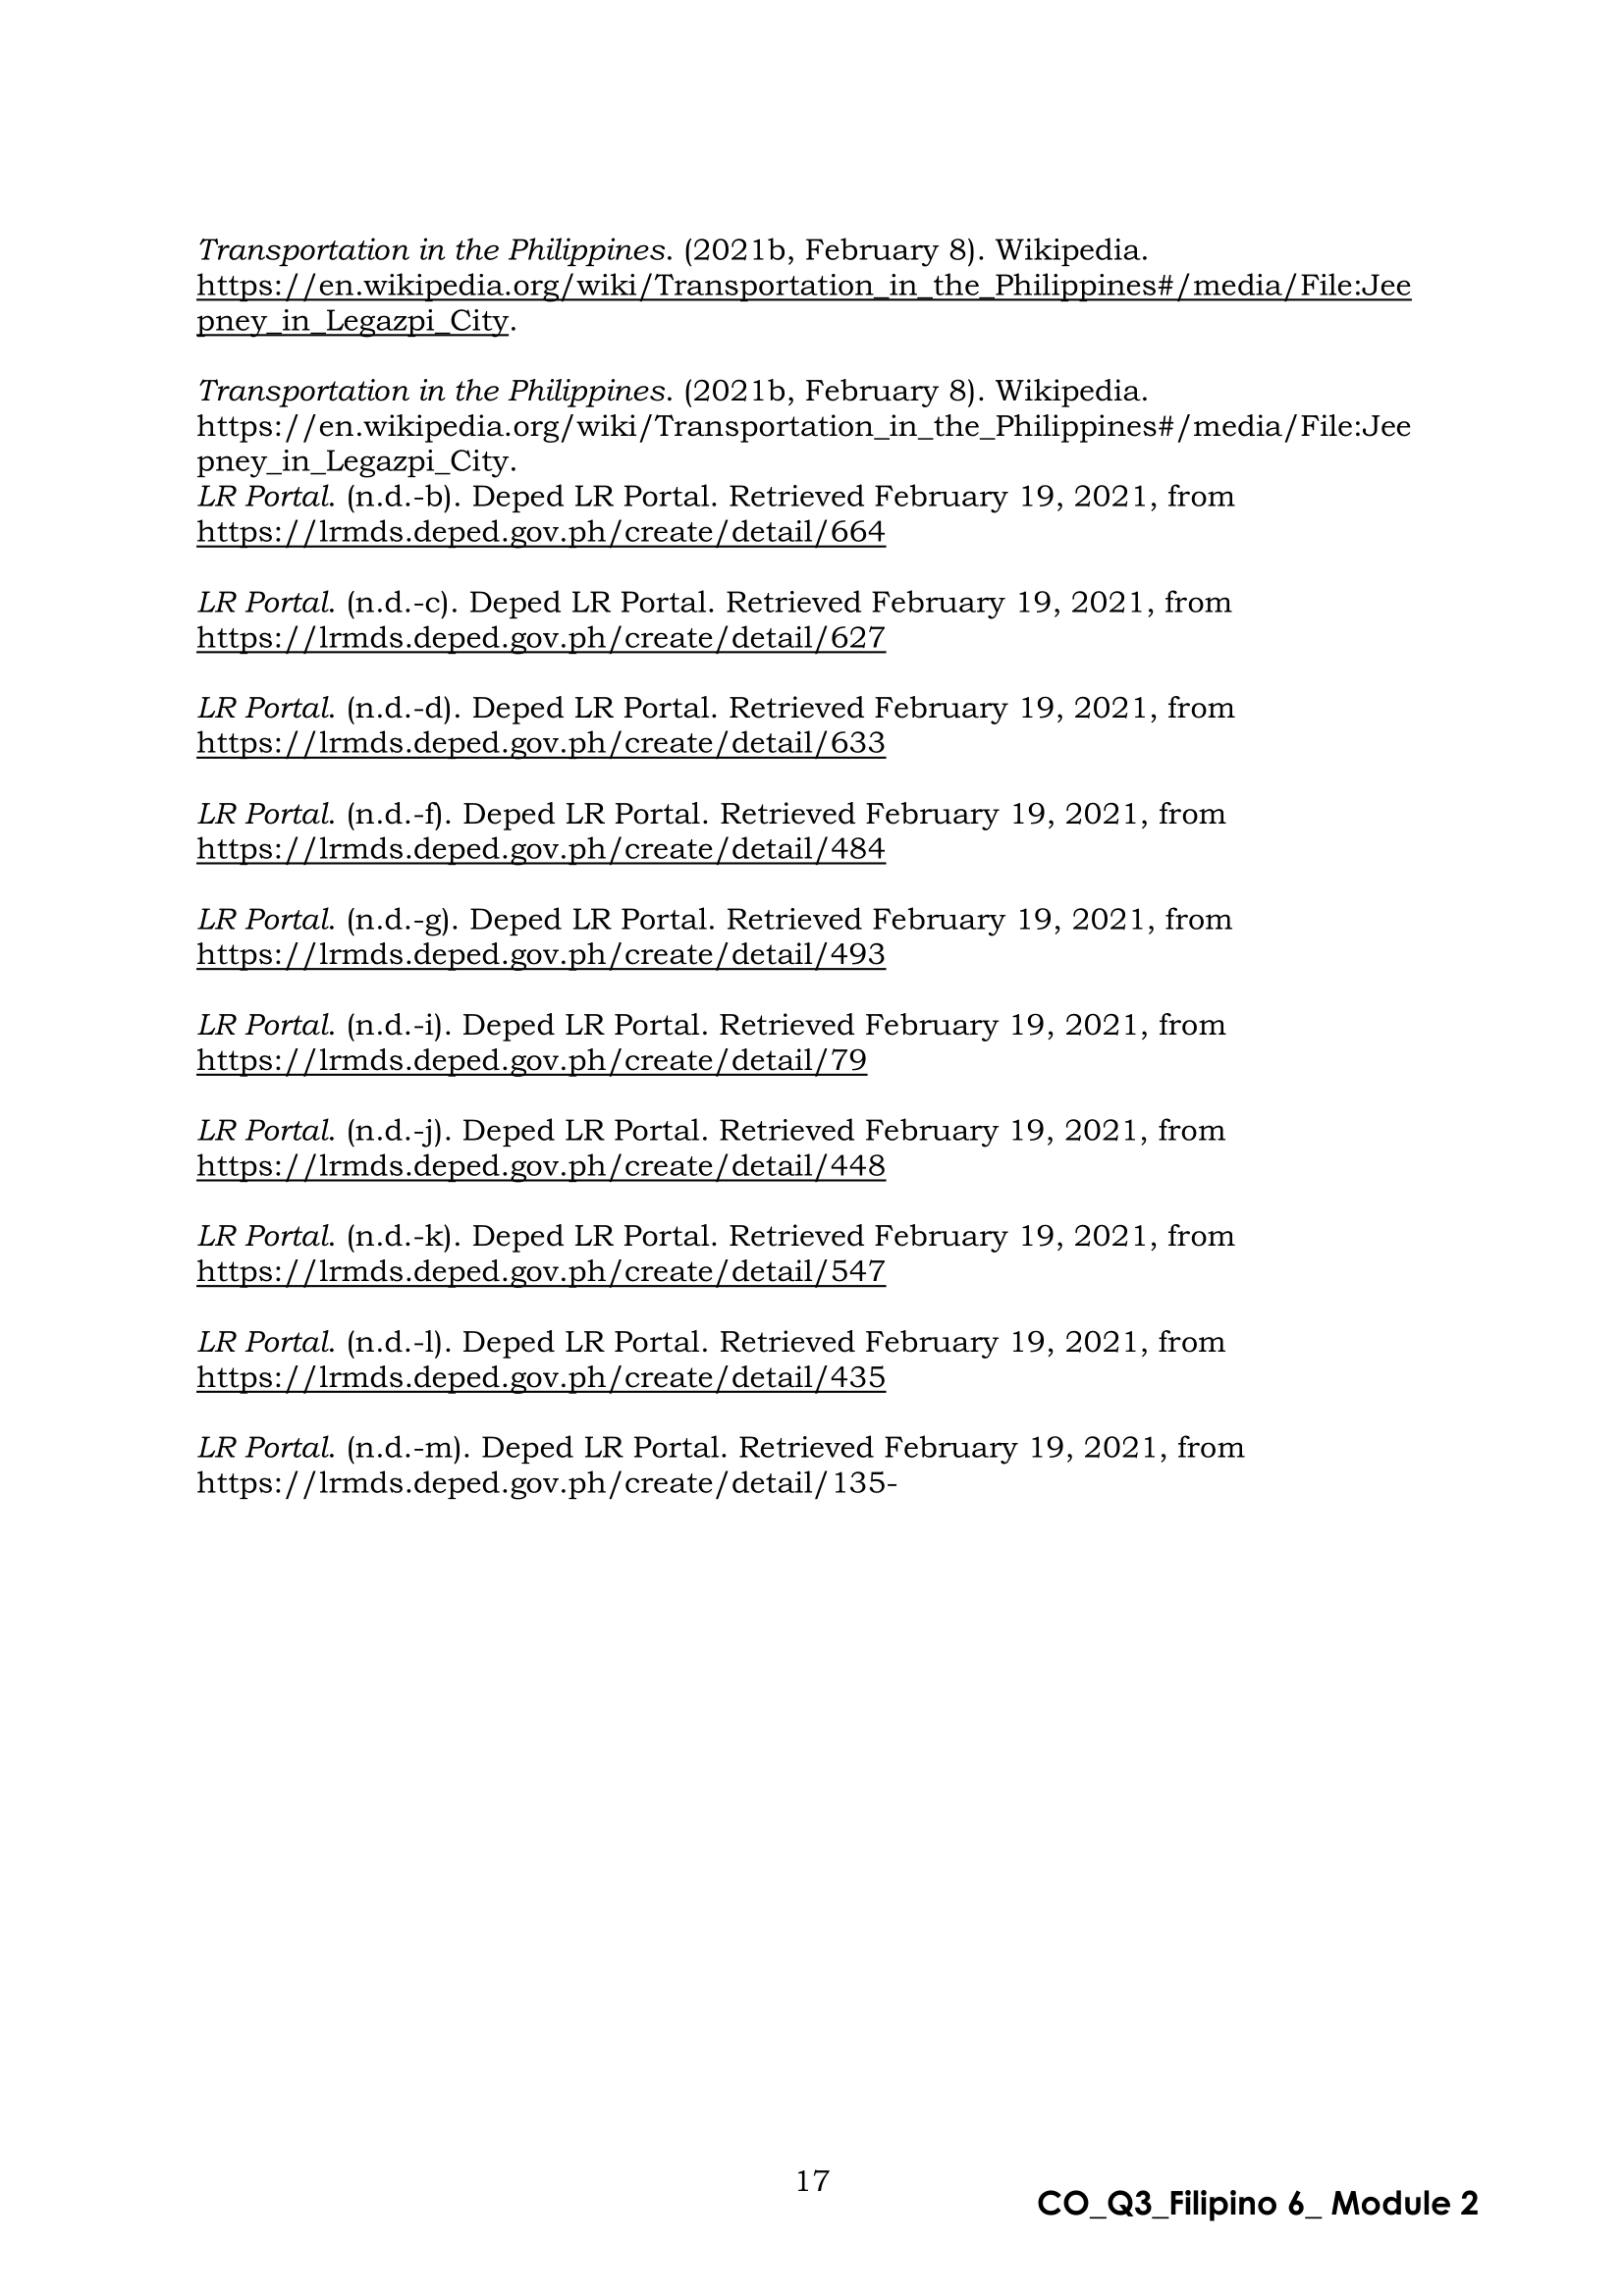 Transportation in the Philippines. (2021b, February 8). Wikipedia.
https://en.wikipedia.org/wiki/Transportation_in_the_Philippines#/media/File:Jee
pney_in_Legazpi_City.
Transportation in the Philippines. (2021b, February 8). Wikipedia.
https://en.wikipedia.org/wiki/Transportation_in_the_Philippines#/media/File:Jee
pney_in_Legazpi_City.
LR Portal. (n.d.-b). Deped LR Portal. Retrieved February 19, 2021, from
https://lrmds.deped.gov.ph/create/detail/664
LR Portal. (n.d.-c). Deped LR Portal. Retrieved February 19, 2021, from
https://lrmds.deped.gov.ph/create/detail/627
LR Portal. (n.d.-d). Deped LR Portal. Retrieved February 19, 2021, from
https://lrmds.deped.gov.ph/create/detail/633
LR Portal. (n.d.-f). Deped LR Portal. Retrieved February 19, 2021, from
https://lrmds.deped.gov.ph/create/detail/484
LR Portal. (n.d.-g). Deped LR Portal. Retrieved February 19, 2021, from
https://lrmds.deped.gov.ph/create/detail/493
LR Portal. (n.d.-i). Deped LR Portal. Retrieved February 19, 2021, from
https://lrmds.deped.gov.ph/create/detail/79
LR Portal. (n.d.-j). Deped LR Portal. Retrieved February 19, 2021, from
https://lrmds.deped.gov.ph/create/detail/448
LR Portal. (n.d.-k). Deped LR Portal. Retrieved February 19, 2021, from
https://lrmds.deped.gov.ph/create/detail/547
LR Portal. (n.d.-l). Deped LR Portal. Retrieved February 19, 2021, from
https://lrmds.deped.gov.ph/create/detail/435
LR Portal. (n.d.-m). Deped LR Portal. Retrieved February 19, 2021, from
https://lrmds.deped.gov.ph/create/detail/135-
17
CO_Q3_Filipino 6_ Module 2